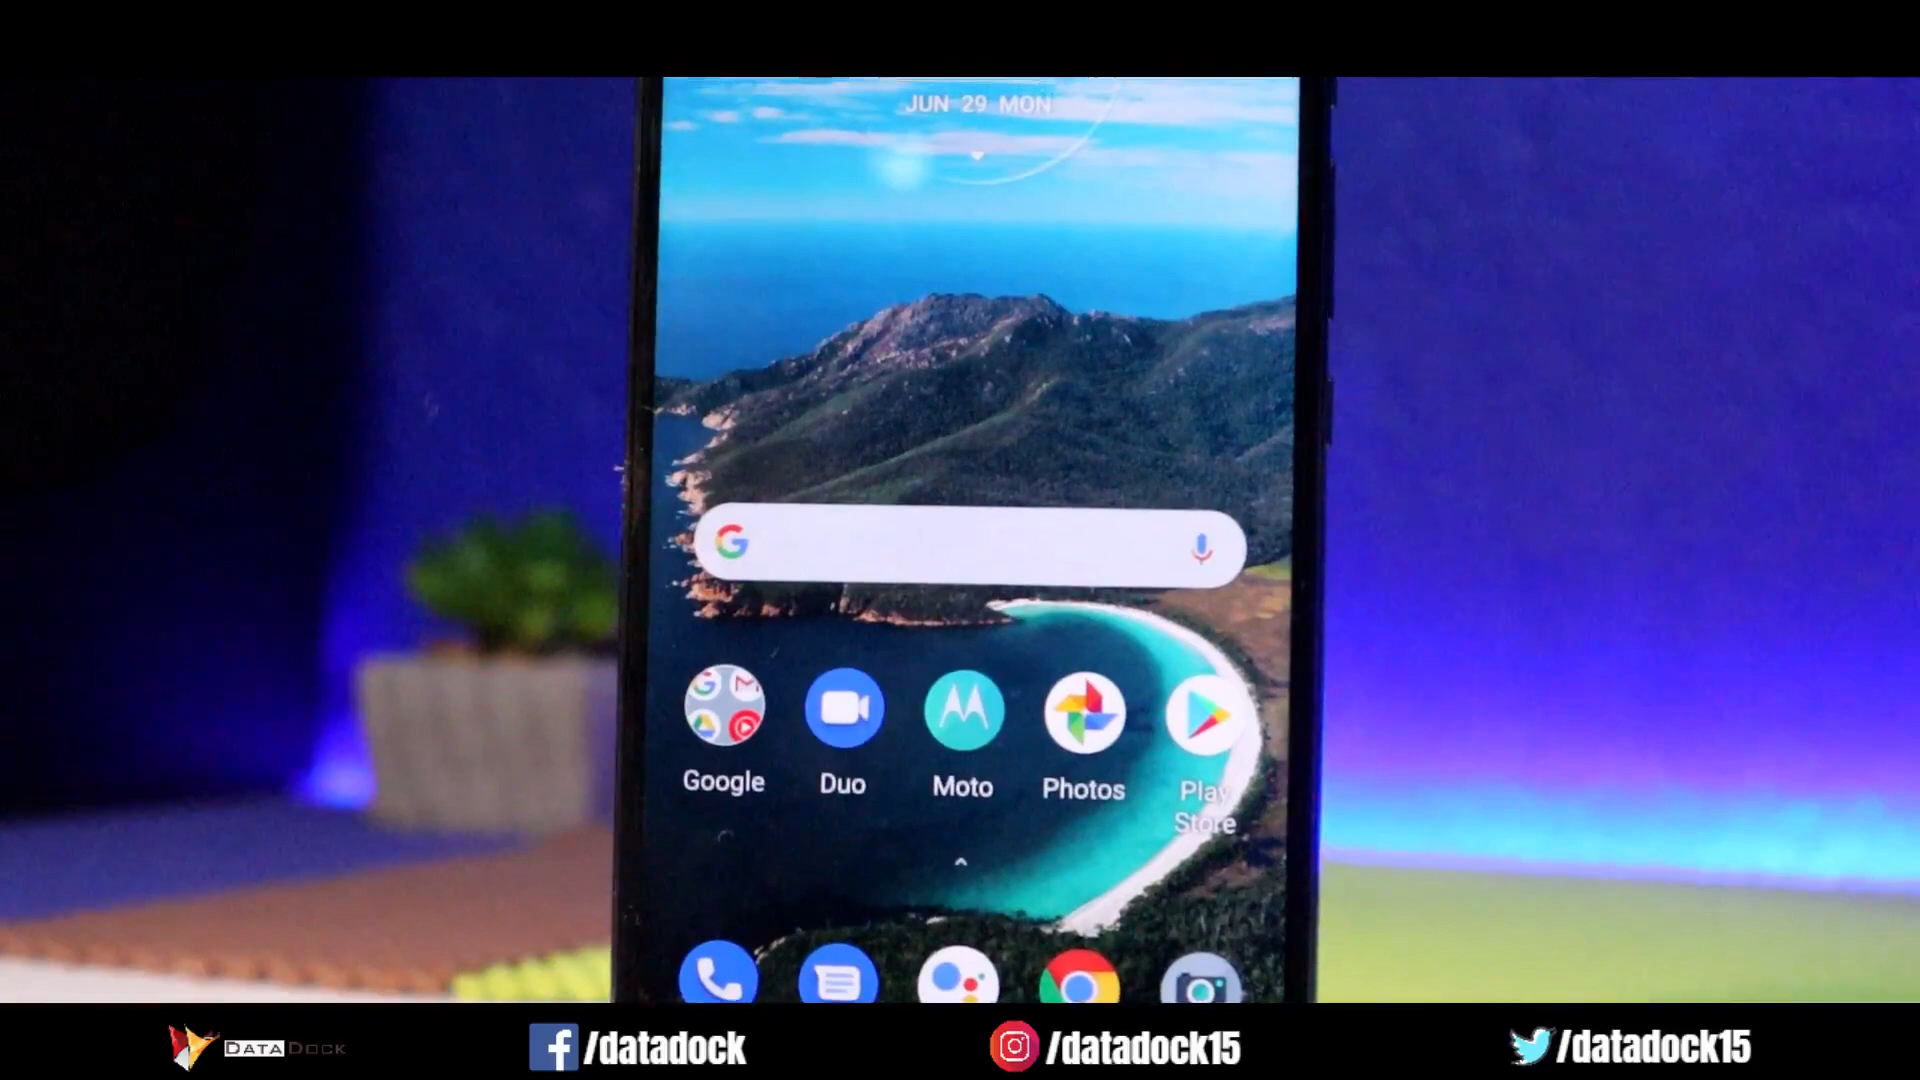 JUN 29 MON
Google
Duo
Moto
Photos
Play
Store
DATA DOCK
/datadock
/datadock15
/datadock15